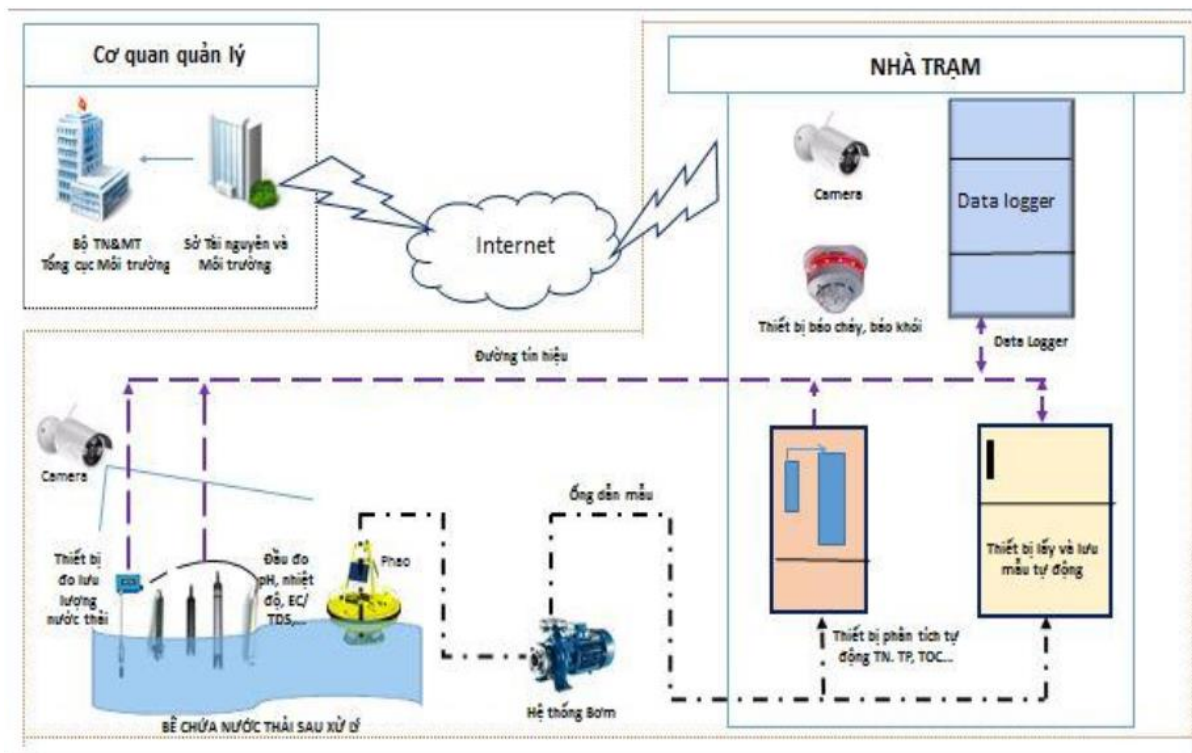 Cơ quan quản lý
Bộ TN&MT
Tổng cục Môi trường
Sở Tài nguyên và
Môi trường
Internet
NHÀ TRẠM
Camera
Data logger
Thiết bị báo cháy, báo khói
Data Logger
Đường tín hiệu
Camera
Thiết bị
đo lưu
lượng
nước thải
Đầu đo
pH, nhiệt
độ, EC/
TDS,...
Phao
Ống dẫn mẫu
Hệ thống Bơm
Thiết bị phân tích tự
động TN. TP, TOC...
Thiết bị lấy và lưu
mẫu tự động
BỂ CHỨA NƯỚC THẢI SAU XỬ LÍ